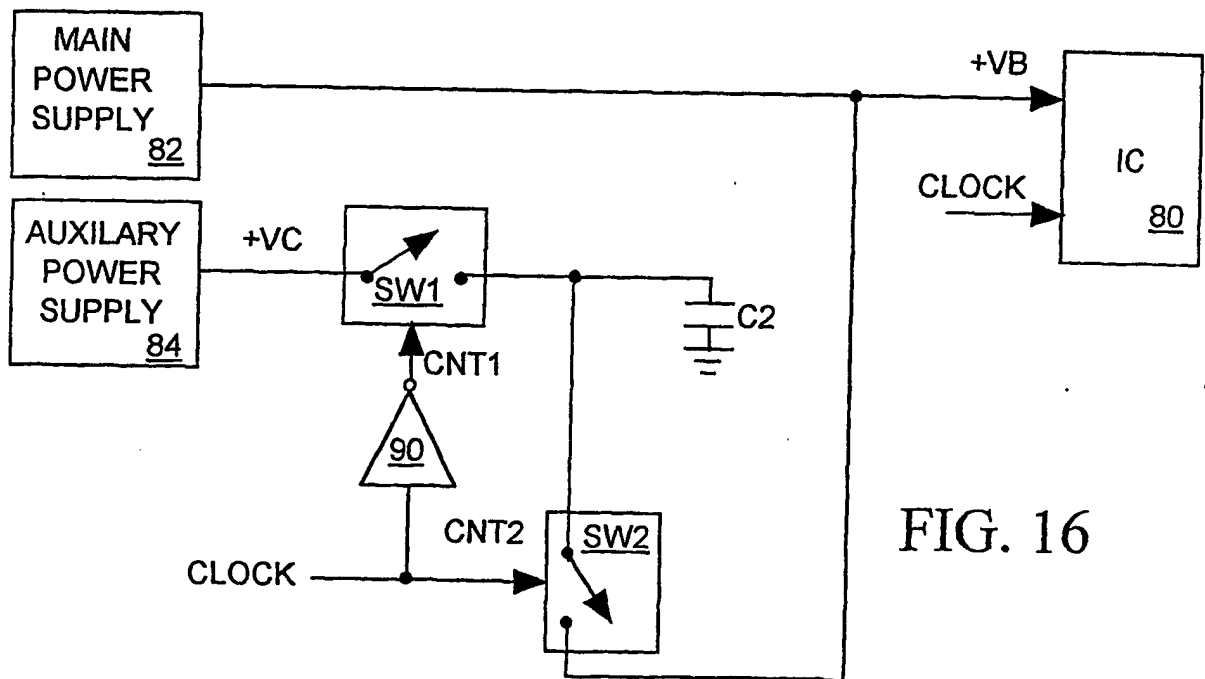 MAIN
POWER
SUPPLY
82
+VB
IC
80
CLOCK
AUXILARY
POWER
SUPPLY
84
+VC
SW1
C2
CNT1
90
CNT2
SW2
CLOCK
FIG. 16